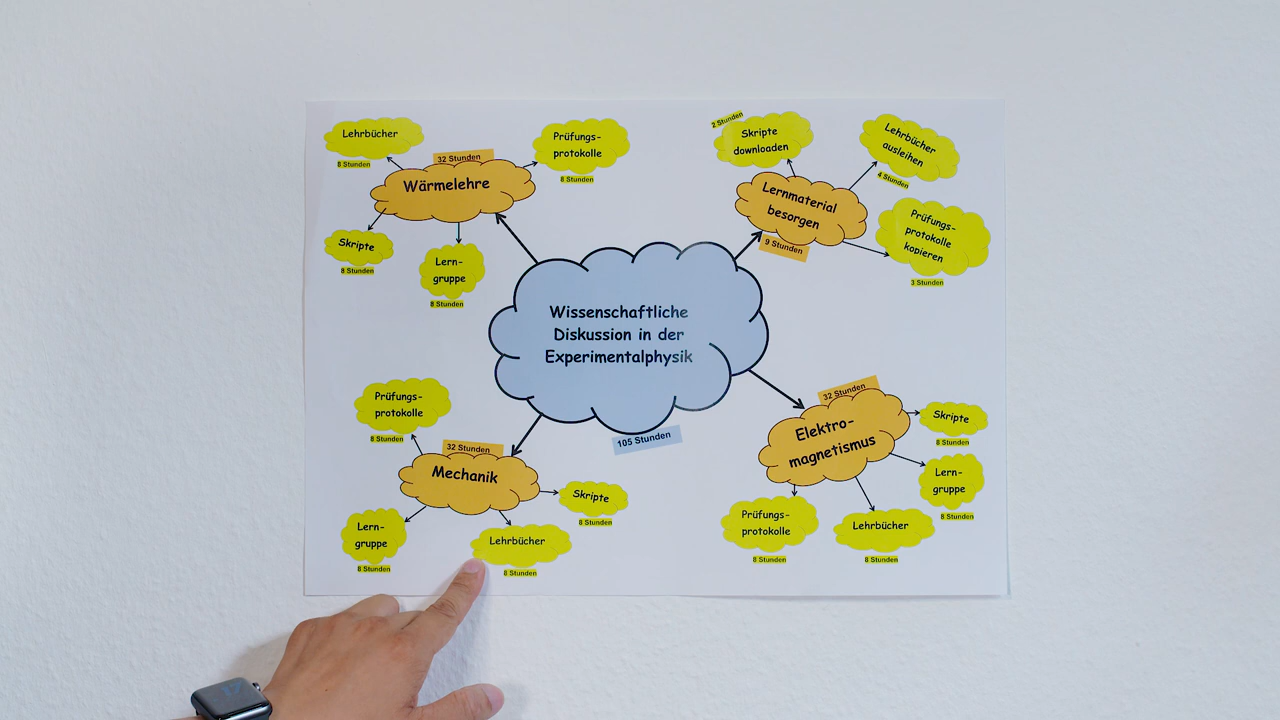 Wissenschaftliche
Diskussion in der
Experimentalphysik
105 Stunden
32 Stunden
Wärmelehre
Lehrbücher
8 Stunden
Prüfungs-
protokolle
8 Stunden
Skripte
8 Stunden
Lern-
gruppe
8 Stunden
Lernmaterial
besorgen
9 Stunden
2 Stunden
Skripte
downloaden
Lehrbücher
ausleihen
4 Stunden
Prüfungs-
protokolle
kopieren
3 Stunden
32 Stunden
Mechanik
Prüfungs-
protokolle
8 Stunden
Skripte
8 Stunden
Lern-
gruppe
8 Stunden
Lehrbücher
8 Stunden
32 Stunden
Elektro-
magnetismus
Skripte
8 Stunden
Lern-
gruppe
8 Stunden
Prüfungs-
protokolle
8 Stunden
Lehrbücher
8 Stunden